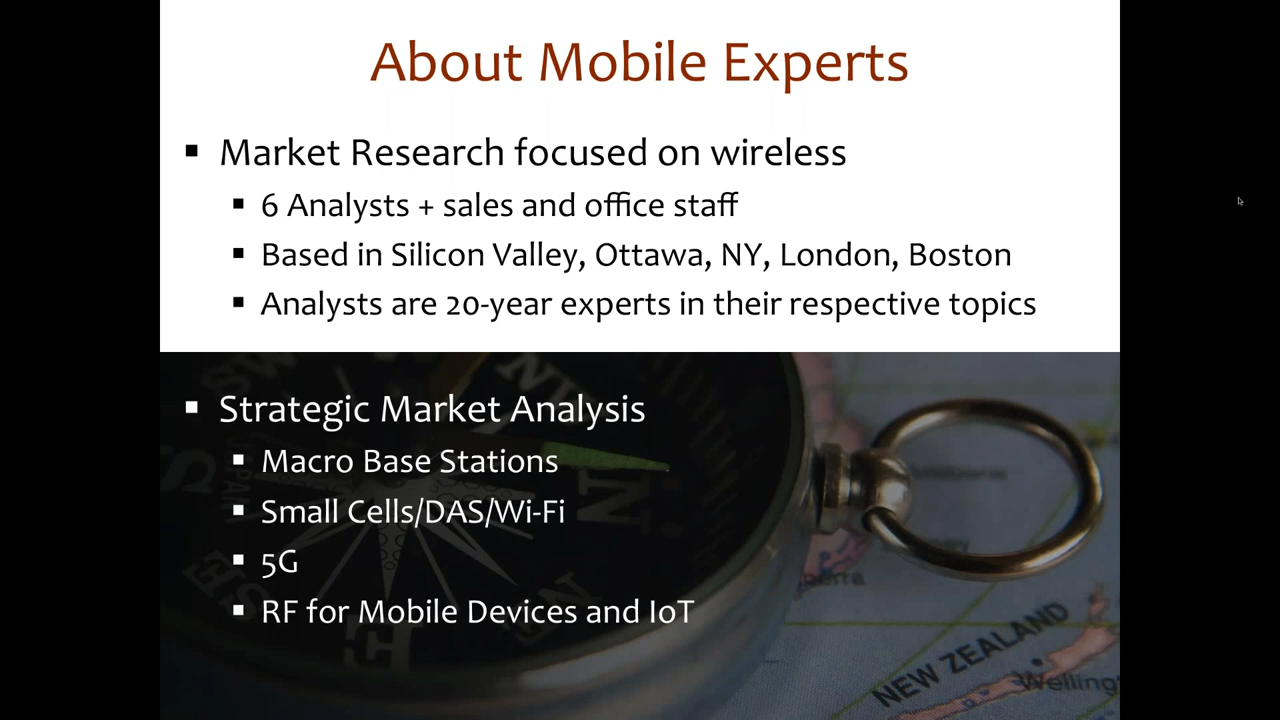 About Mobile Experts
▪ Market Research focused on wireless
▪ 6 Analysts + sales and office staff
▪ Based in Silicon Valley, Ottawa, NY, London, Boston
▪ Analysts are 20-year experts in their respective topics
▪ Strategic Market Analysis
▪ Macro Base Stations
▪ Small Cells/DAS/Wi-Fi
▪ 5G
▪ RF for Mobile Devices and IoT
N
SE
E
NEW ZEALAND